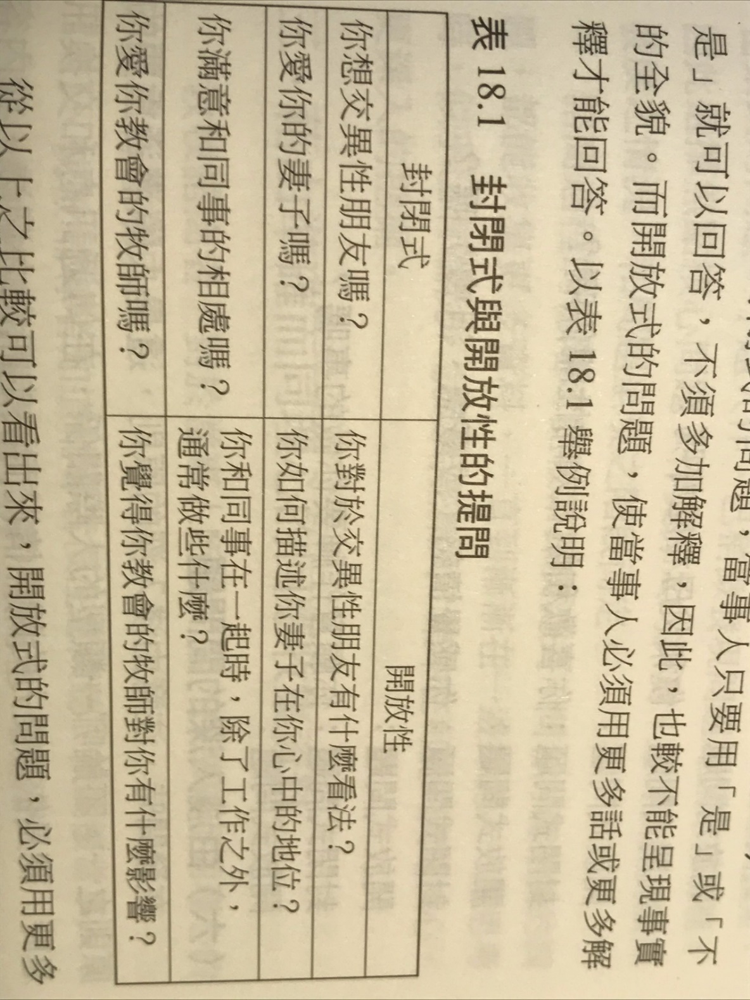 的問題，當事人只要用「是」或「不
是」就可以回答，不須多加解釋，因此，也較不能呈現事實
的全貌。而開放式的問題，使當事人必須用更多話或更多解
釋才能回答。以表 18.1 舉例說明：
表 18.1　封閉式與開放性的提問
封閉式　開放性
你想交異性朋友嗎？　你對於交異性朋友有什麼看法？
你愛你的妻子嗎？　你如何描述你妻子在你心中的地位？
你滿意和同事的相處嗎？　你和同事在一起時，除了工作之外，
通常做些什麼？
你愛你教會的牧師嗎？　你覺得你教會的牧師對你有什麼影響？
從以上之比較可以看出來，開放式的問題，必須用更多